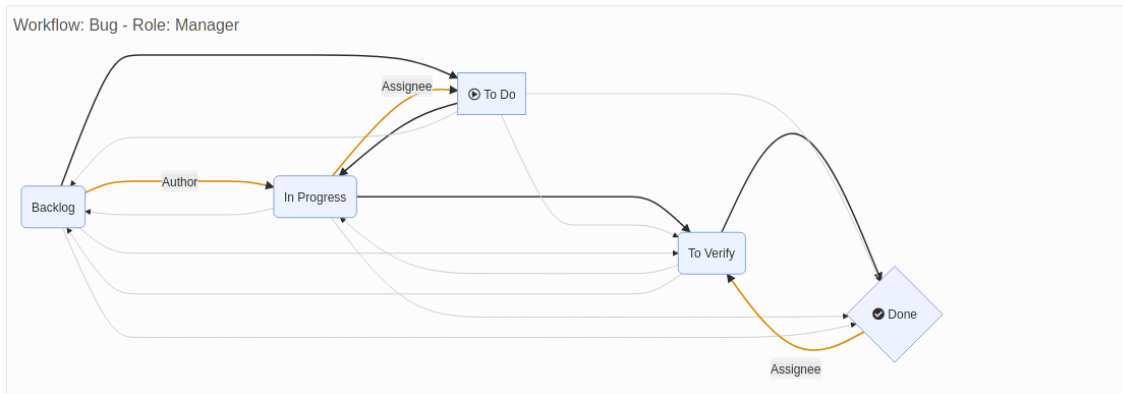 Workflow: Bug - Role: Manager
Assignee
To Do
Author
Backlog
In Progress
To Verify
Done
Assignee